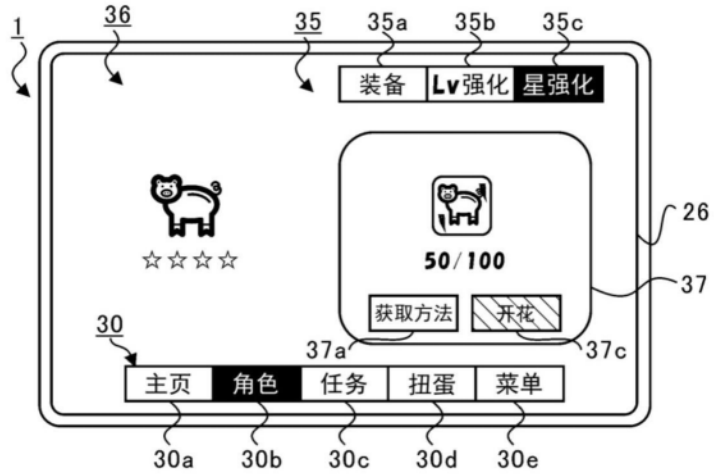 35a 35b 35c
1 36 35
装备 Lv强化 星强化
26
☆☆☆☆ 50/100
37
获取方法 开花
30
37a 37c
主页 角色 任务 扭蛋 菜单
30a 30b 30c 30d 30e